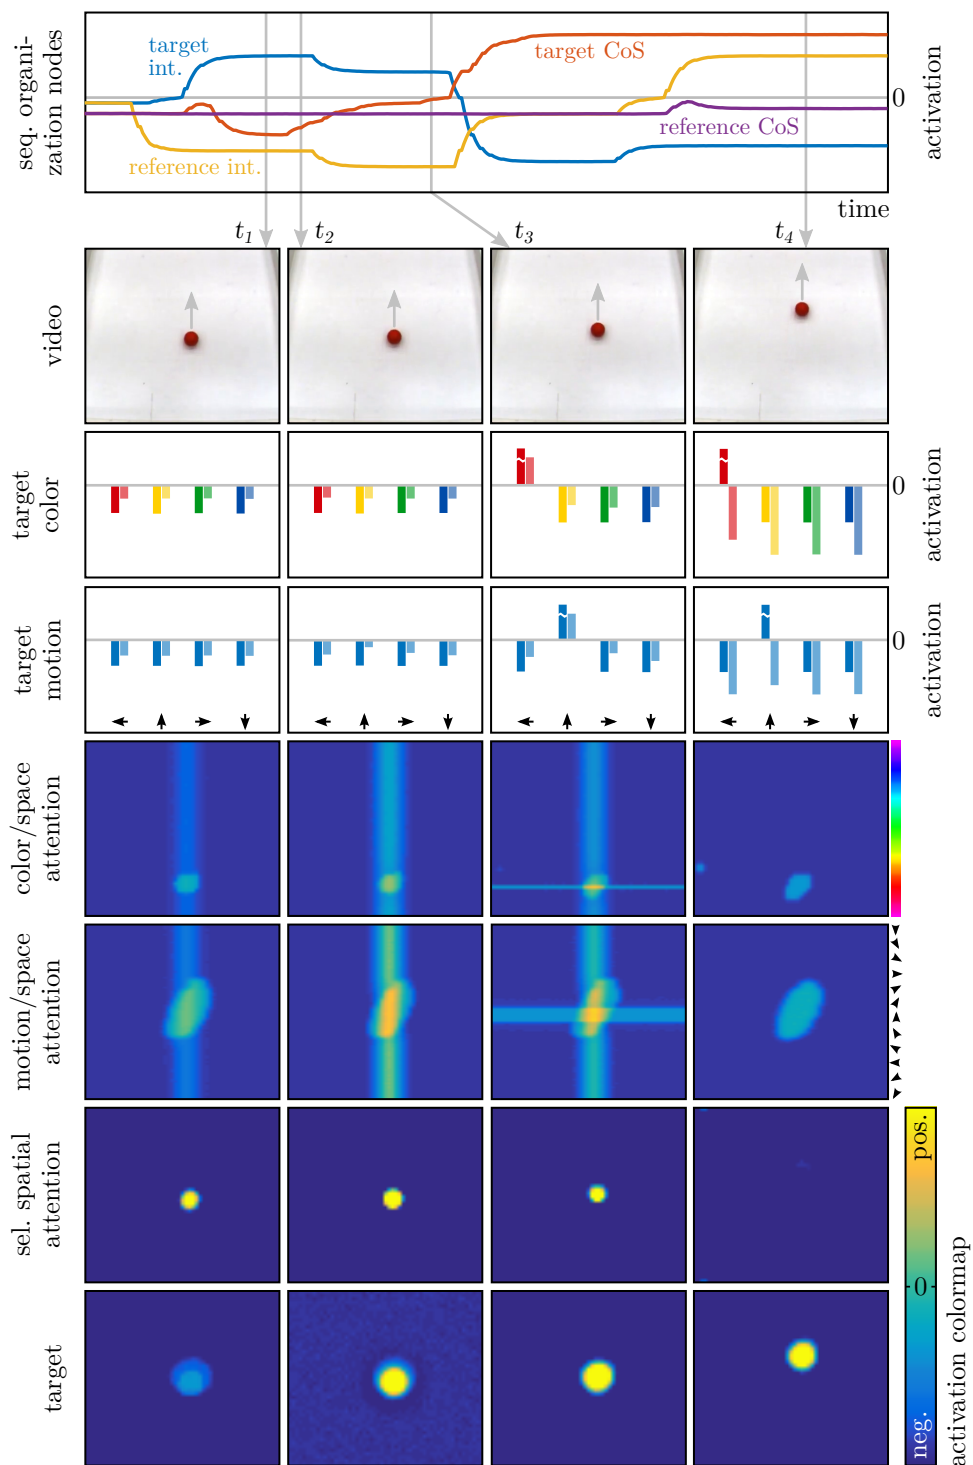 seq. organi-
zation nodes
target
int.
target CoS
reference int.
reference CoS
0
activation
time
t1
t2
t3
t4
video
target
color
0
activation
target
motion
0
activation
color/space
attention
motion/space
attention
sel. spatial
attention
target
pos.
0
neg.
activation colormap